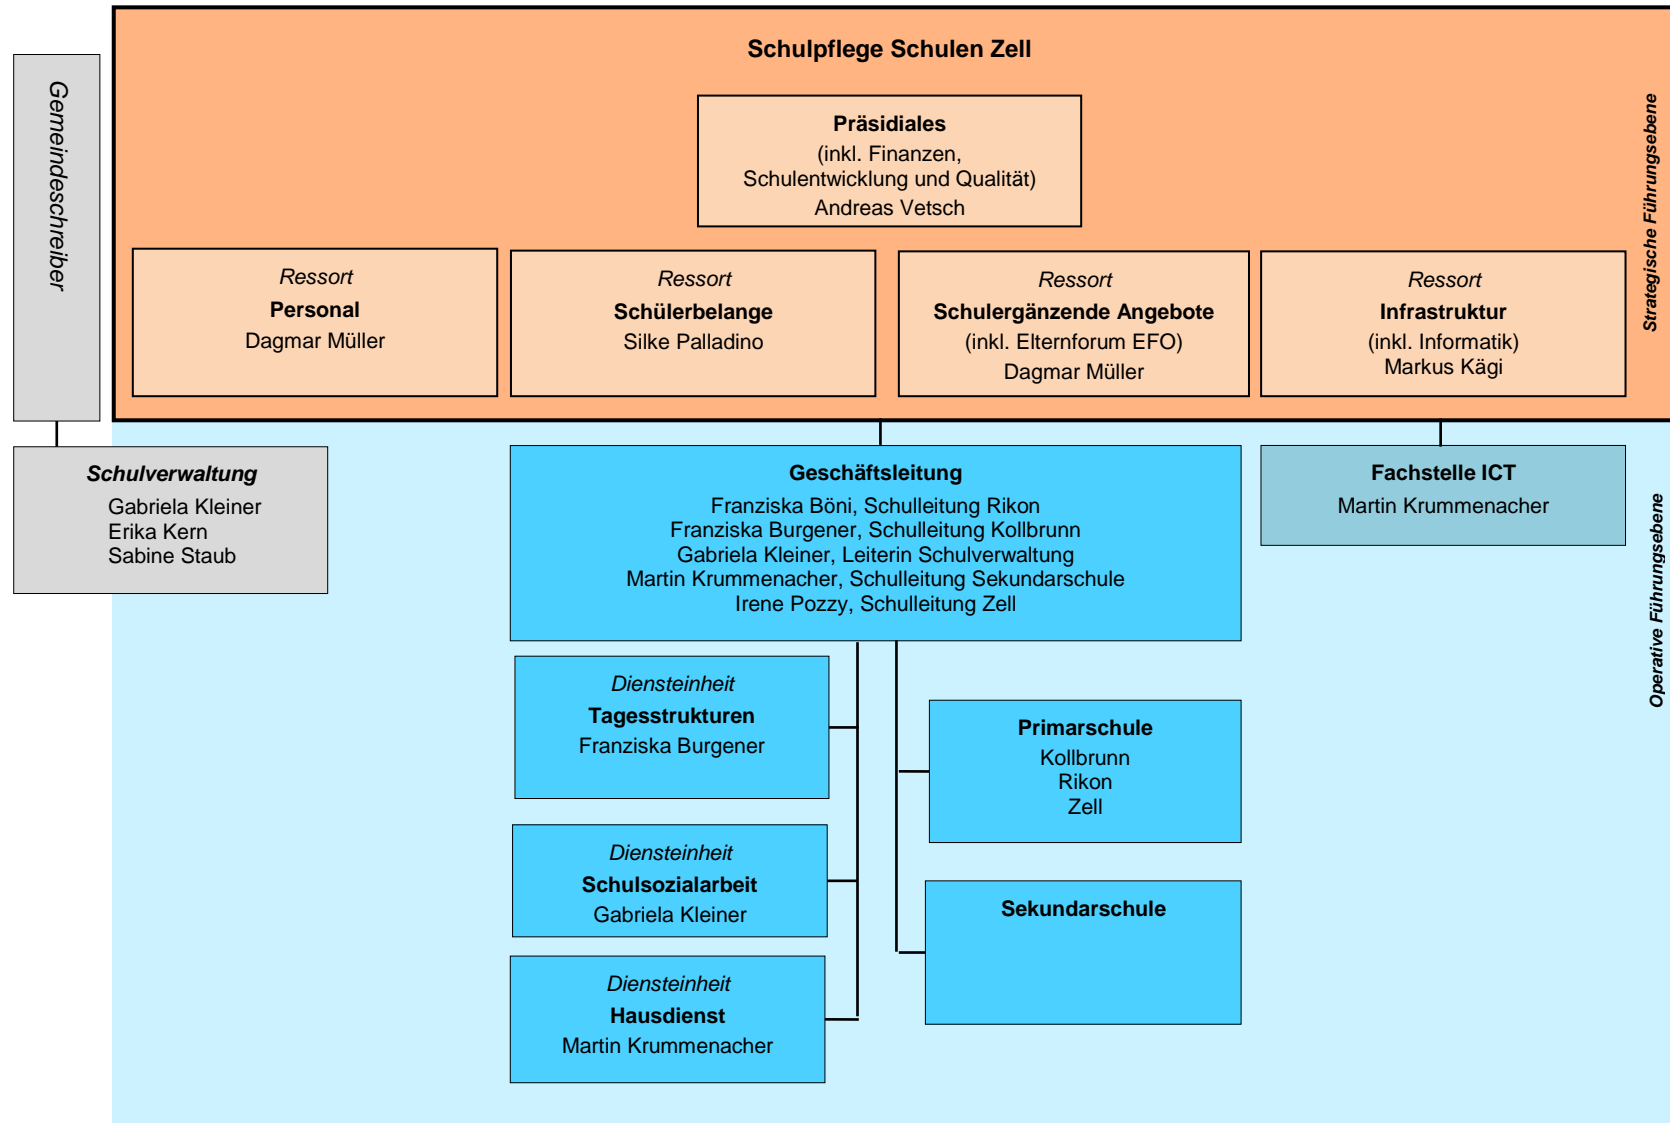 Schulpflege Schulen Zell
Gemeindeschreiber
Präsidiales
(inkl. Finanzen,
Schulentwicklung und Qualität)
Andreas Vetsch
Strategische Führungsebene
Ressort
Personal
Dagmar Müller
Ressort
Schülerbelange
Silke Palladino
Ressort
Schulergänzende Angebote
(inkl. Elternforum EFO)
Dagmar Müller
Ressort
Infrastruktur
(inkl. Informatik)
Markus Kägi
Schulverwaltung
Gabriela Kleiner
Erika Kern
Sabine Staub
Geschäftsleitung
Franziska Böni, Schulleitung Rikon
Franziska Burgener, Schulleitung Kollbrunn
Gabriela Kleiner, Leiterin Schulverwaltung
Martin Krummenacher, Schulleitung Sekundarschule
Irene Pozzy, Schulleitung Zell
Fachstelle ICT
Martin Krummenacher
Operative Führungsebene
Diensteinheit
Tagesstrukturen
Franziska Burgener
Primarschule
Kollbrunn
Rikon
Zell
Diensteinheit
Schulsozialarbeit
Gabriela Kleiner
Sekundarschule
Diensteinheit
Hausdienst
Martin Krummenacher